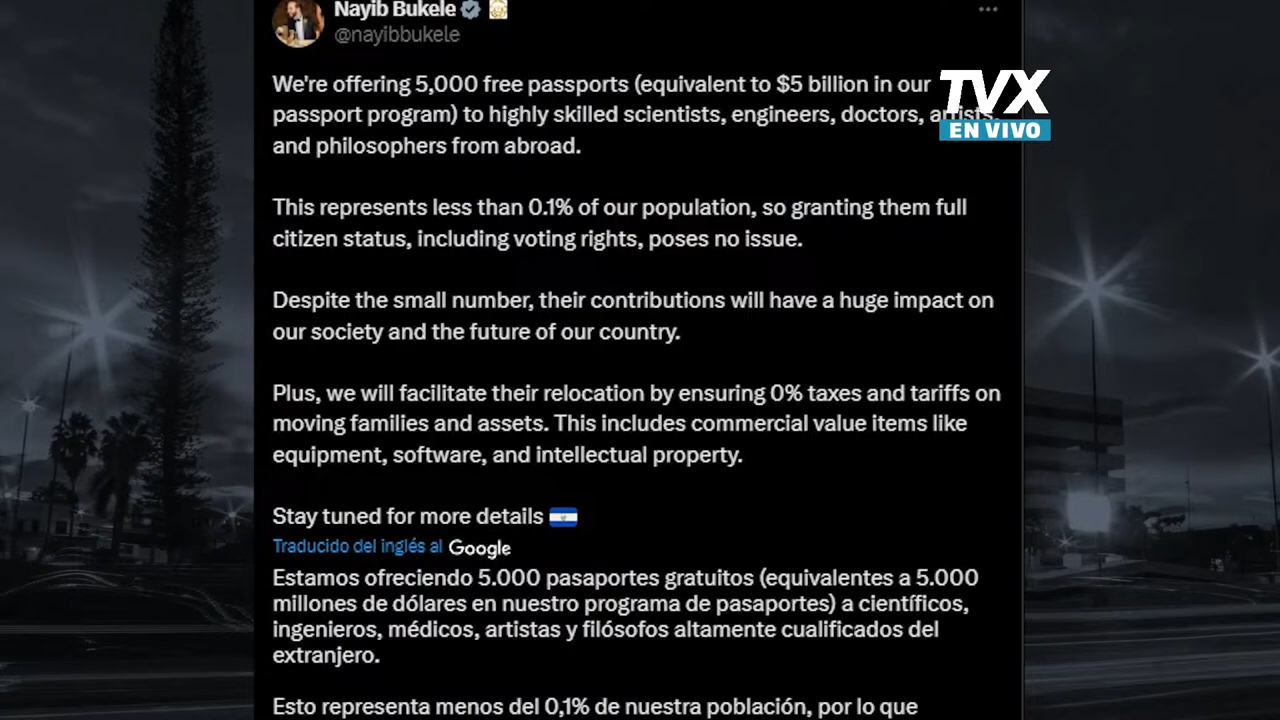 Nayib Bukele
@nayibbukele
We're offering 5,000 free passports (equivalent to $5 billion in our
passport program) to highly skilled scientists, engineers, doctors, artists,
and philosophers from abroad.
This represents less than 0.1% of our population, so granting them full
citizen status, including voting rights, poses no issue.
Despite the small number, their contributions will have a huge impact on
our society and the future of our country.
Plus, we will facilitate their relocation by ensuring 0% taxes and tariffs on
moving families and assets. This includes commercial value items like
equipment, software, and intellectual property.
Stay tuned for more details
Traducido del inglés al Google
Estamos ofreciendo 5.000 pasaportes gratuitos (equivalentes a 5.000
millones de dólares en nuestro programa de pasaportes) a científicos,
ingenieros, médicos, artistas y filósofos altamente cualificados del
extranjero.
Esto representa menos del 0,1% de nuestra población, por lo que
TVX
EN VIVO